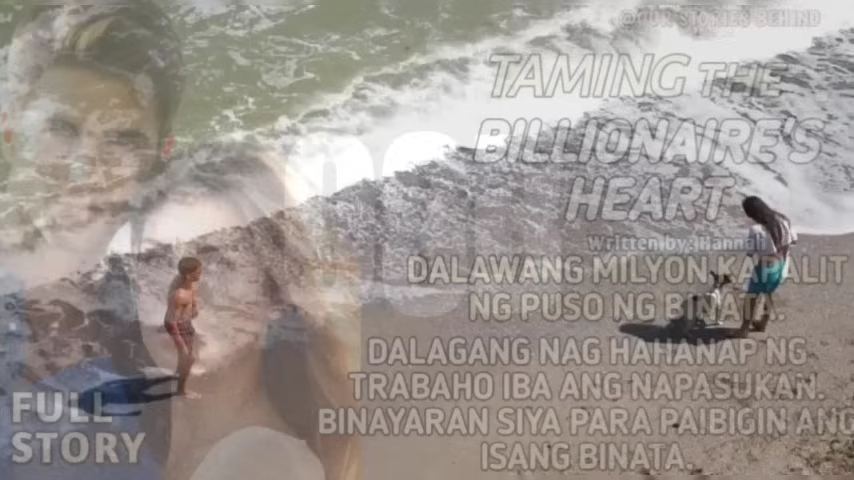 @OUR STORIES BEHIND
TAMING THE
BILLIONAIRE'S
HEART
Written by: Hannah
DALAWANG MILYON KAPALIT
NG PUSO NG BINATA.
DALAGANG NAG HAHANAP NG
TRABAHO IBA ANG NAPASUKAN.
BINAYARAN SIYA PARA PAIBIGIN ANG
ISANG BINATA.
FULL
STORY